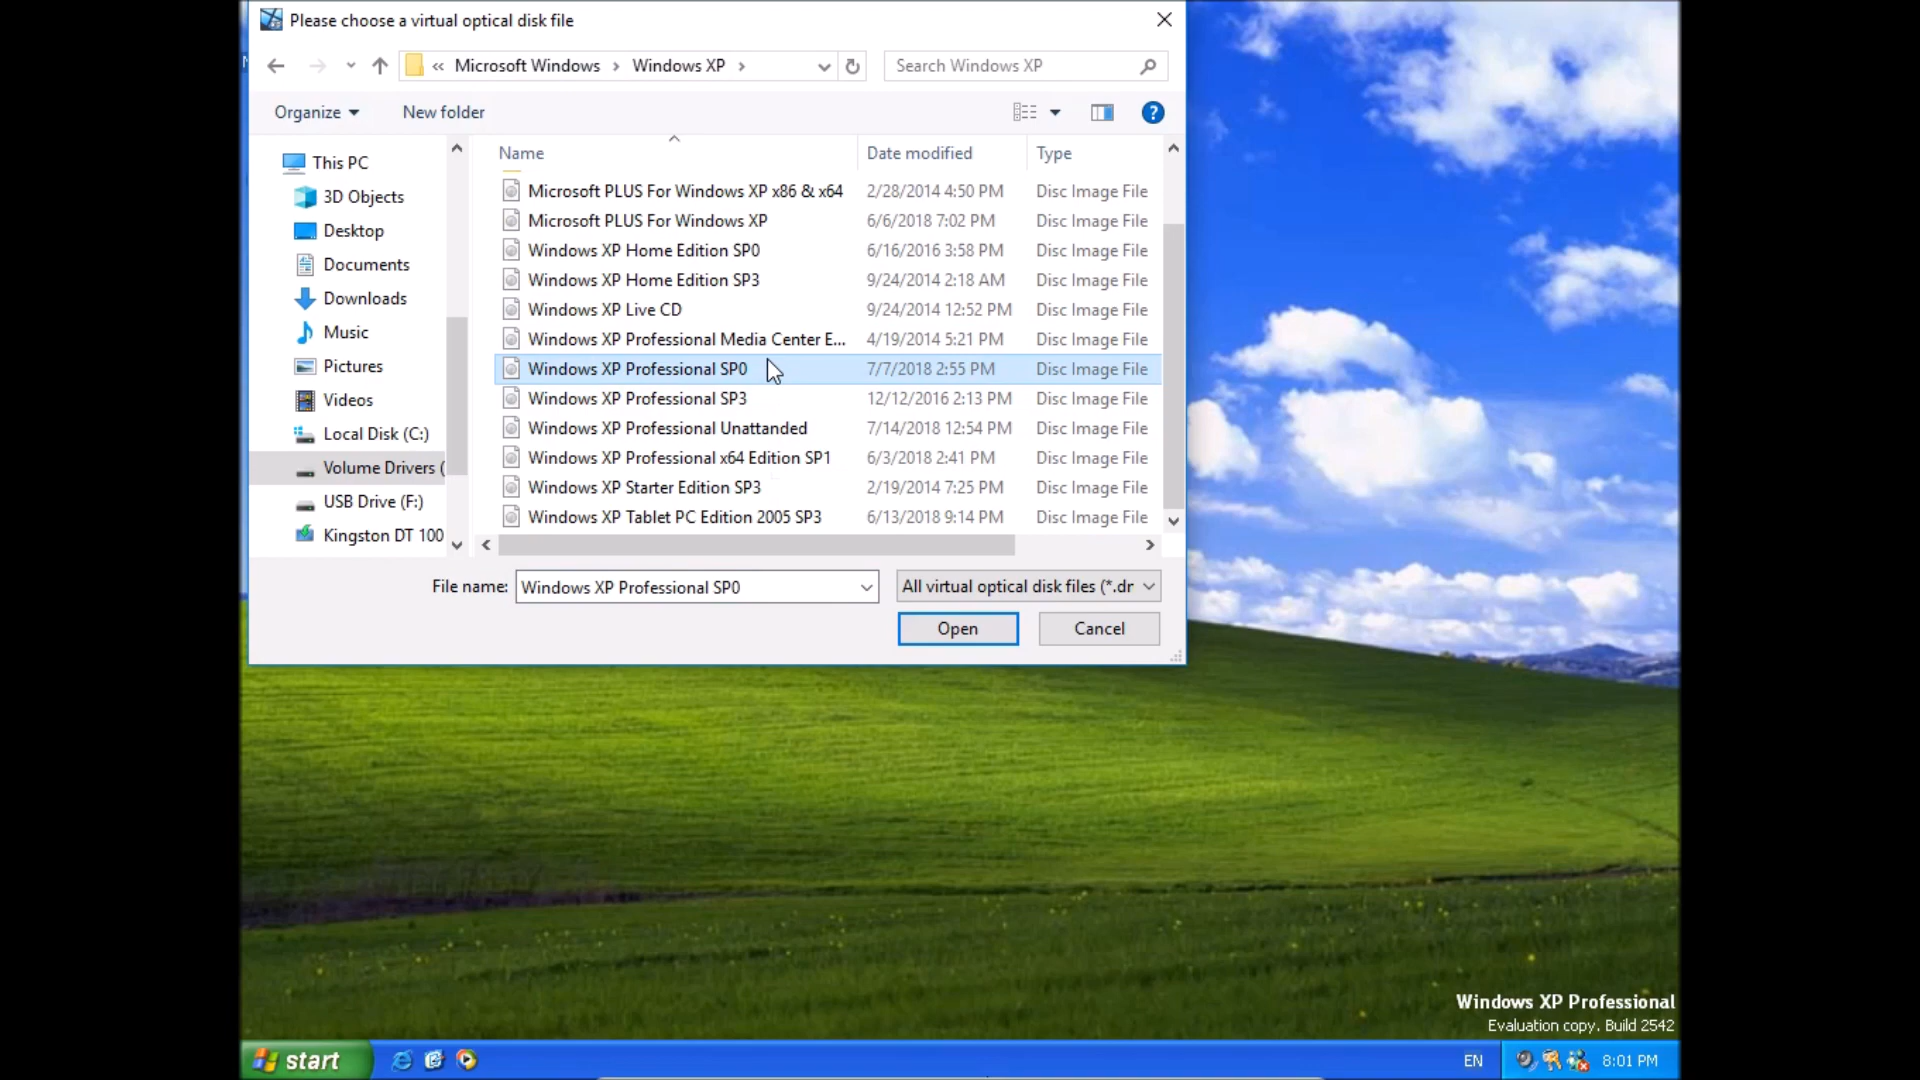 Please choose a virtual optical disk file
« Microsoft Windows › Windows XP ›
Search Windows XP
Organize
New folder
?
This PC
3D Objects
Desktop
Documents
Downloads
Music
Pictures
Videos
Local Disk (C:)
Volume Drivers (
USB Drive (F:)
Kingston DT 100
Name Date modified Type
Microsoft PLUS For Windows XP x86 & x64 2/28/2014 4:50 PM Disc Image File
Microsoft PLUS For Windows XP 6/6/2018 7:02 PM Disc Image File
Windows XP Home Edition SP0 6/16/2016 3:58 PM Disc Image File
Windows XP Home Edition SP3 9/24/2014 2:18 AM Disc Image File
Windows XP Live CD 9/24/2014 12:52 PM Disc Image File
Windows XP Professional Media Center E... 4/19/2014 5:21 PM Disc Image File
Windows XP Professional SP0 7/7/2018 2:55 PM Disc Image File
Windows XP Professional SP3 12/12/2016 2:13 PM Disc Image File
Windows XP Professional Unattanded 7/14/2018 12:54 PM Disc Image File
Windows XP Professional x64 Edition SP1 6/3/2018 2:41 PM Disc Image File
Windows XP Starter Edition SP3 2/19/2014 7:25 PM Disc Image File
Windows XP Tablet PC Edition 2005 SP3 6/13/2018 9:14 PM Disc Image File
File name: Windows XP Professional SP0 All virtual optical disk files (*.dr
Open Cancel
Windows XP Professional
Evaluation copy. Build 2542
start EN 8:01 PM